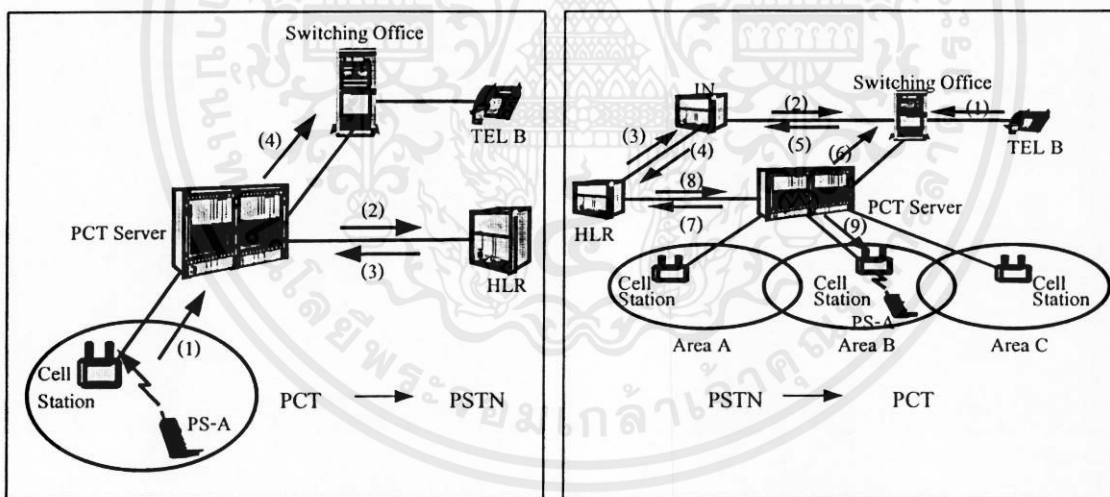 Switching Office
(4)
TEL B
PCT Server
(2)
(3)
HLR
(1)
Cell
Station
PS-A
PCT
PSTN
IN
Switching Office
(2)
(1)
(3)
(4)
(5)
(6)
TEL B
(8)
(7)
PCT Server
HLR
(9)
Cell
Station
Cell
Station
PS-A
Cell
Station
Area A
Area B
Area C
PSTN
PCT